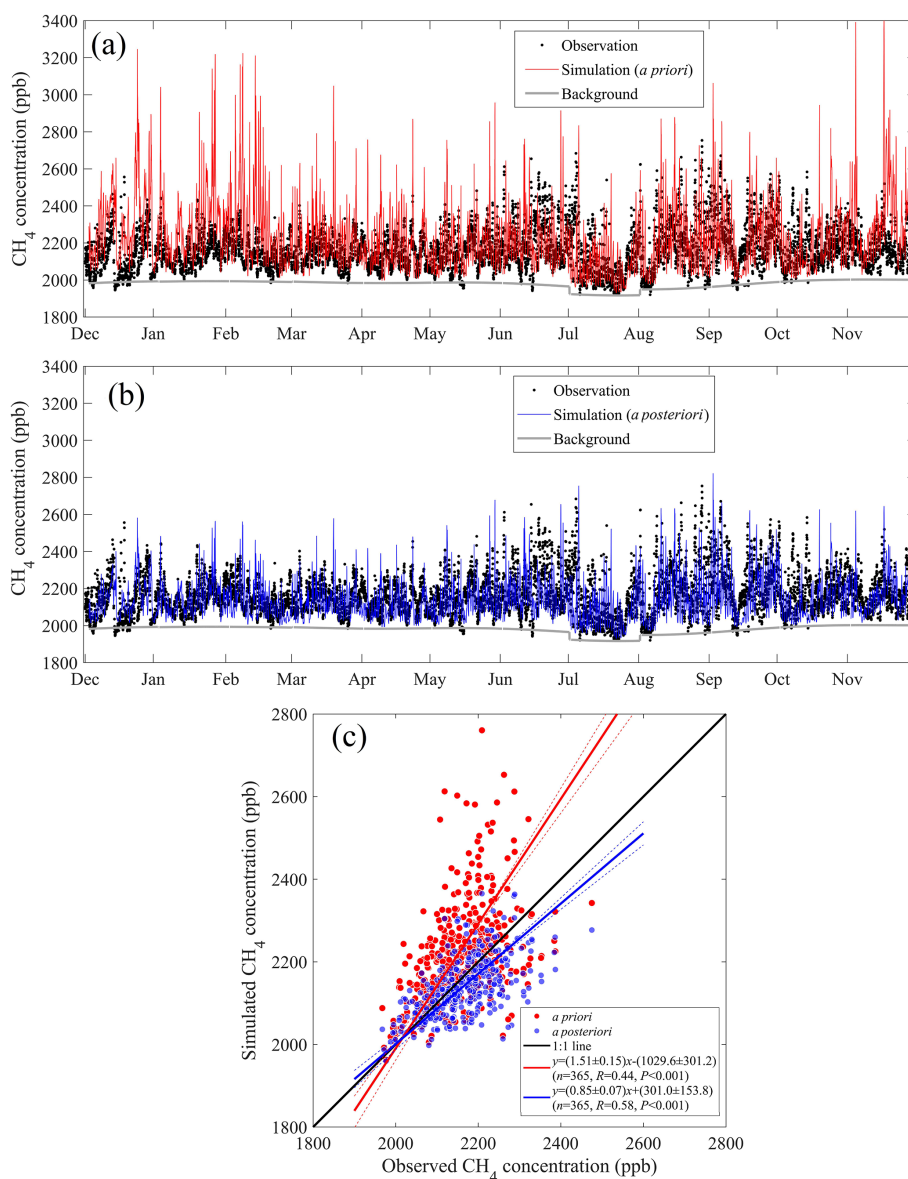 (a)
CH4 concentration (ppb)
3400
3200
3000
2800
2600
2400
2200
2000
1800
Observation
Simulation (a priori)
Background
Dec Jan Feb Mar Apr May Jun Jul Aug Sep Oct Nov
(b)
CH4 concentration (ppb)
3400
3200
3000
2800
2600
2400
2200
2000
1800
Observation
Simulation (a posteriori)
Background
Dec Jan Feb Mar Apr May Jun Jul Aug Sep Oct Nov
(c)
Simulated CH4 concentration (ppb)
2800
2600
2400
2200
2000
1800
a priori
a posteriori
1:1 line
y=(1.51±0.15)x-(1029.6±301.2)
(n=365, R=0.44, P<0.001)
y=(0.85±0.07)x+(301.0±153.8)
(n=365, R=0.58, P<0.001)
1800 2000 2200 2400 2600 2800
Observed CH4 concentration (ppb)